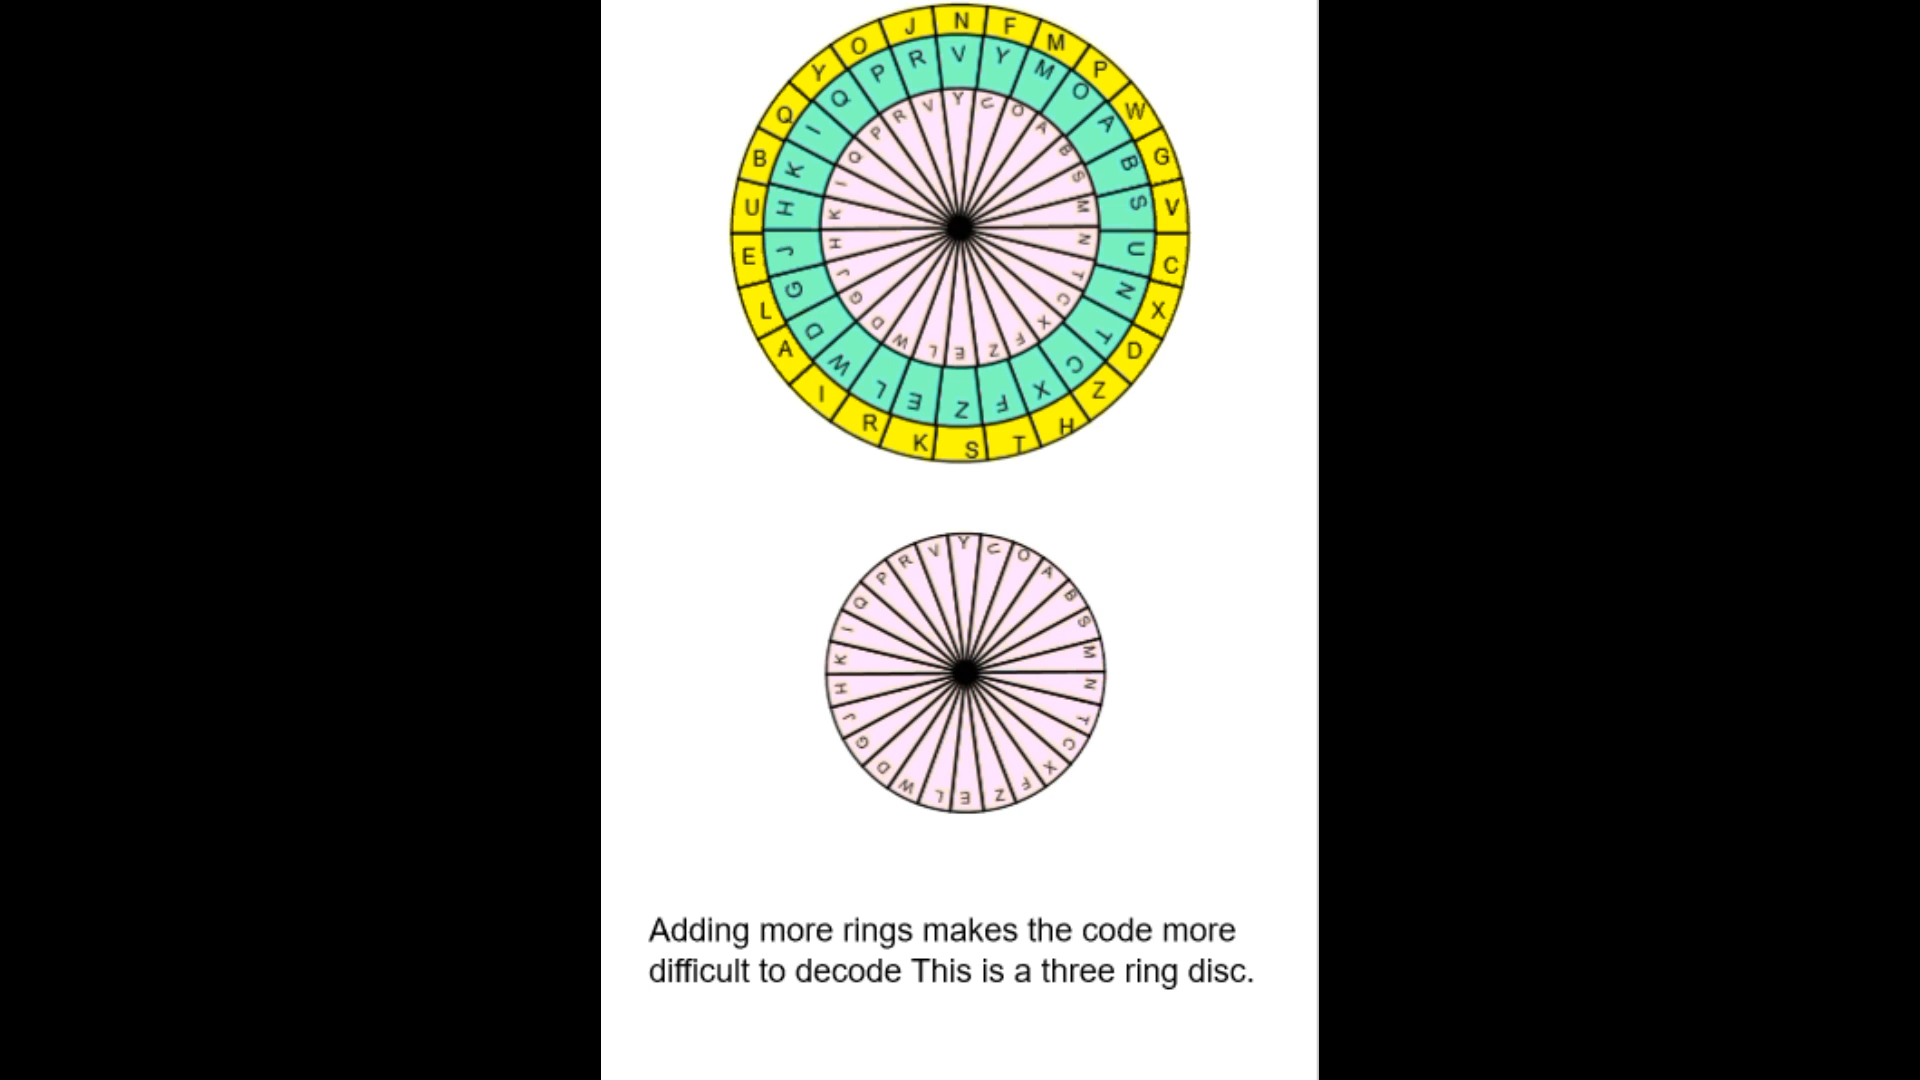 N F M P W G V C X D Z H T S K R I A L E U B Q Y O J
V Y M O A B S U N T C X F Z E L W D G J H K I Q P R
Y U O A B S M N T C X F Z E L W D G J H K I Q P R V
Y U O A B S M N T C X F Z E L W D G J H K I Q P R V
Adding more rings makes the code more
difficult to decode This is a three ring disc.